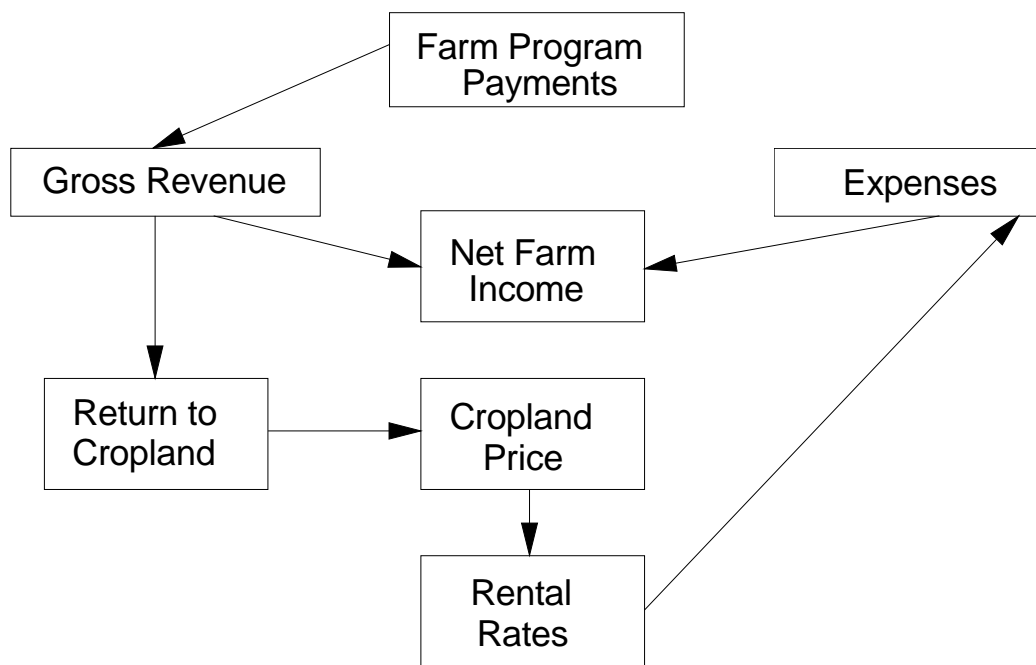 Farm Program
Payments
Gross Revenue
Expenses
Net Farm
Income
Return to
Cropland
Cropland
Price
Rental
Rates